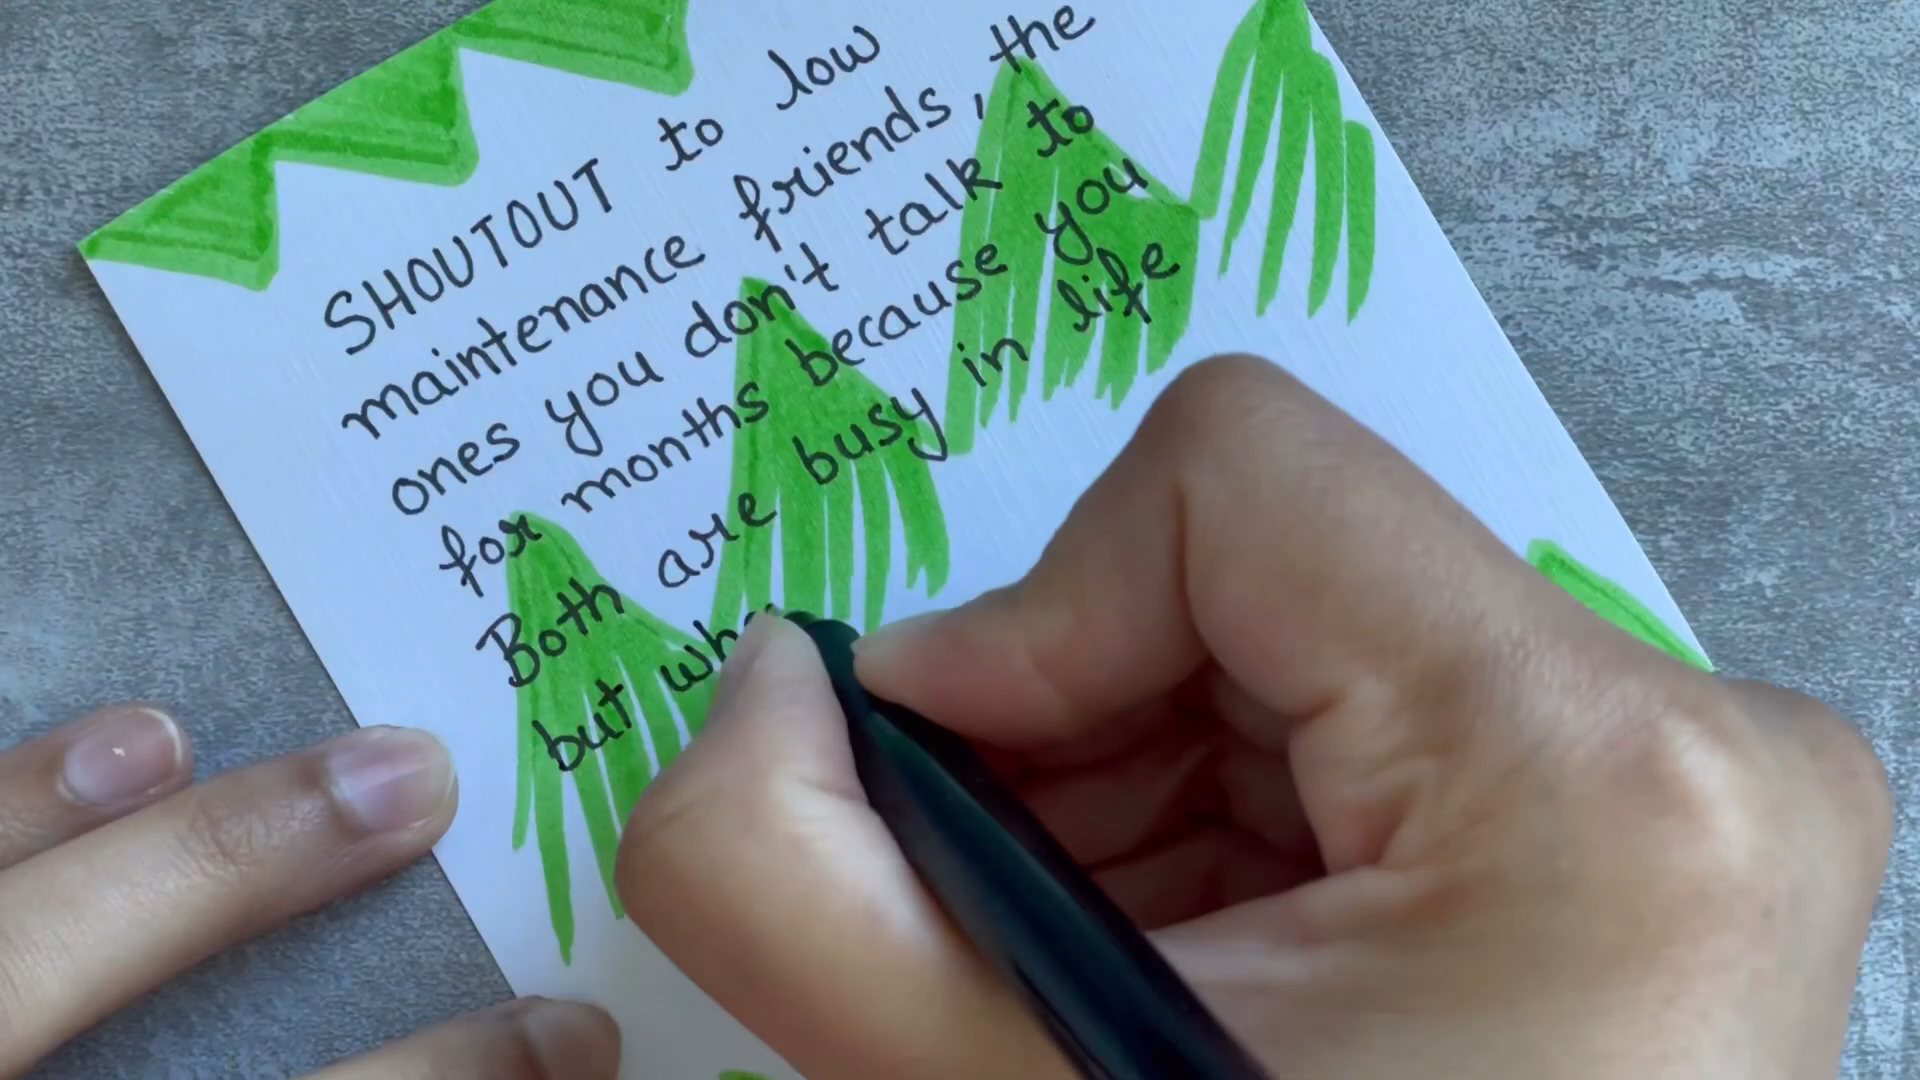 SHOUTOUT to low
maintenance friends, the
ones you don't talk to
for months because you
Both are busy in life
but